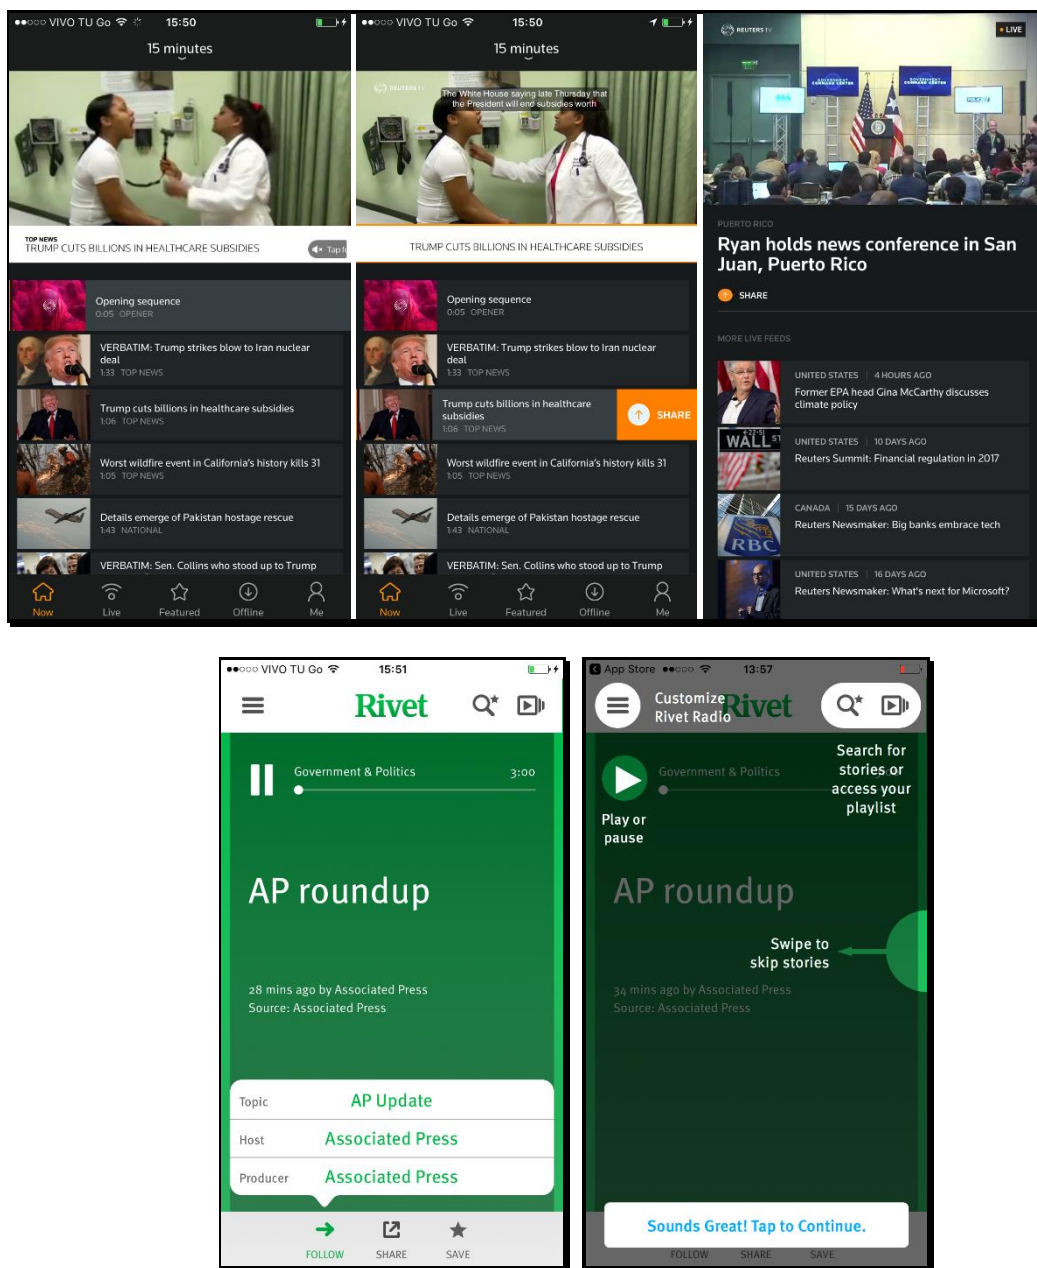 VIVO TU Go 15:50
15 minutes
TOP NEWS
TRUMP CUTS BILLIONS IN HEALTHCARE SUBSIDIES
Tap
Opening sequence
0:05 OPENER
VERBATIM: Trump strikes blow to Iran nuclear
deal
1:33 TOP NEWS
Trump cuts billions in healthcare subsidies
1:06 TOP NEWS
Worst wildfire event in California's history kills 31
1:05 TOP NEWS
Details emerge of Pakistan hostage rescue
1:43 NATIONAL
VERBATIM: Sen. Collins who stood up to Trump
Now Live Featured Offline Me
VIVO TU Go 15:50
15 minutes
REUTERS TV
The White House saying late Thursday that
the President will end subsidies worth
TRUMP CUTS BILLIONS IN HEALTHCARE SUBSIDIES
Opening sequence
0:05 OPENER
VERBATIM: Trump strikes blow to Iran nuclear
deal
1:33 TOP NEWS
Trump cuts billions in healthcare
subsidies
1:06 TOP NEWS
SHARE
Worst wildfire event in California's history kills 31
1:05 TOP NEWS
Details emerge of Pakistan hostage rescue
1:43 NATIONAL
VERBATIM: Sen. Collins who stood up to Trump
Now Live Featured Offline Me
REUTERS TV
LIVE
GOVERNMENT
COMMAND CENTER
GOVERNMENT
COMMAND CENTER
PUERTO RICO
Ryan holds news conference in San
Juan, Puerto Rico
SHARE
MORE LIVE FEEDS
UNITED STATES | 4 HOURS AGO
Former EPA head Gina McCarthy discusses
climate policy
WALL ST
UNITED STATES | 10 DAYS AGO
Reuters Summit: Financial regulation in 2017
RBC
CANADA | 15 DAYS AGO
Reuters Newsmaker: Big banks embrace tech
UNITED STATES | 16 DAYS AGO
Reuters Newsmaker: What's next for Microsoft?
VIVO TU Go 15:51
Rivet
Government & Politics 3:00
AP roundup
28 mins ago by Associated Press
Source: Associated Press
Topic AP Update
Host Associated Press
Producer Associated Press
FOLLOW SHARE SAVE
App Store 13:57
Customize
Rivet Radio
Rivet
Government & Politics
Search for
stories or
access your
playlist
Play or
pause
AP roundup
Swipe to
skip stories
34 mins ago by Associated Press
Source: Associated Press
Sounds Great! Tap to Continue.
FOLLOW SHARE SAVE